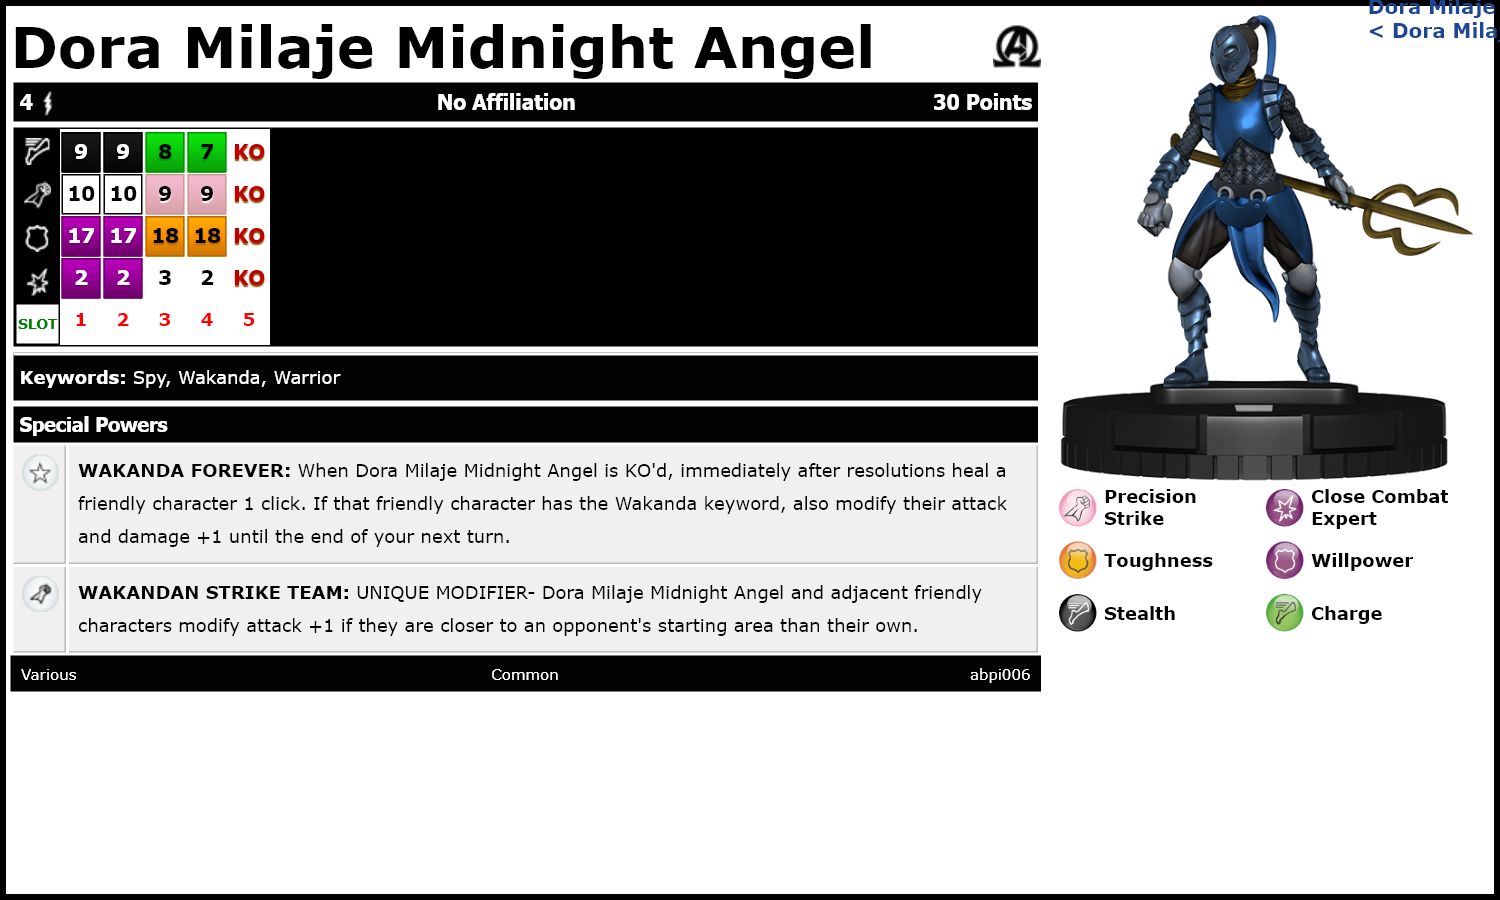 Dora Milaje Midnight Angel
Dora Milaje
< Dora Mila
4 No Affiliation 30 Points
9 9 8 7 KO
10 10 9 9 KO
17 17 18 18 KO
2 2 3 2 KO
SLOT 1 2 3 4 5
Keywords: Spy, Wakanda, Warrior
Special Powers
WAKANDA FOREVER: When Dora Milaje Midnight Angel is KO'd, immediately after resolutions heal a
friendly character 1 click. If that friendly character has the Wakanda keyword, also modify their attack
and damage +1 until the end of your next turn.
WAKANDAN STRIKE TEAM: UNIQUE MODIFIER- Dora Milaje Midnight Angel and adjacent friendly
characters modify attack +1 if they are closer to an opponent's starting area than their own.
Various Common abpi006
Precision
Strike
Close Combat
Expert
Toughness
Willpower
Stealth
Charge